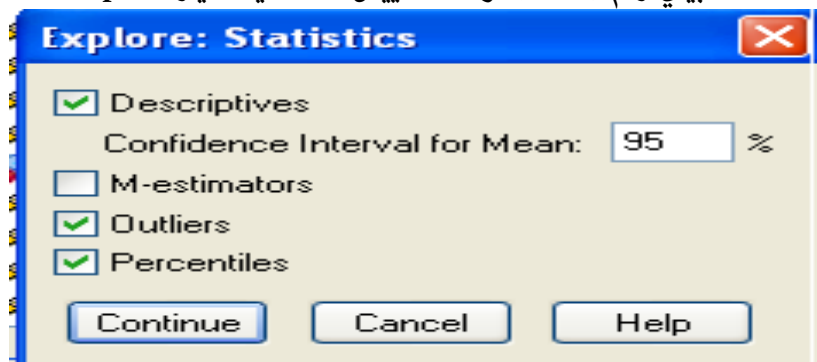 Explore: Statistics
Descriptives
Confidence Interval for Mean: 95 %
M-estimators
Outliers
Percentiles
Continue Cancel Help